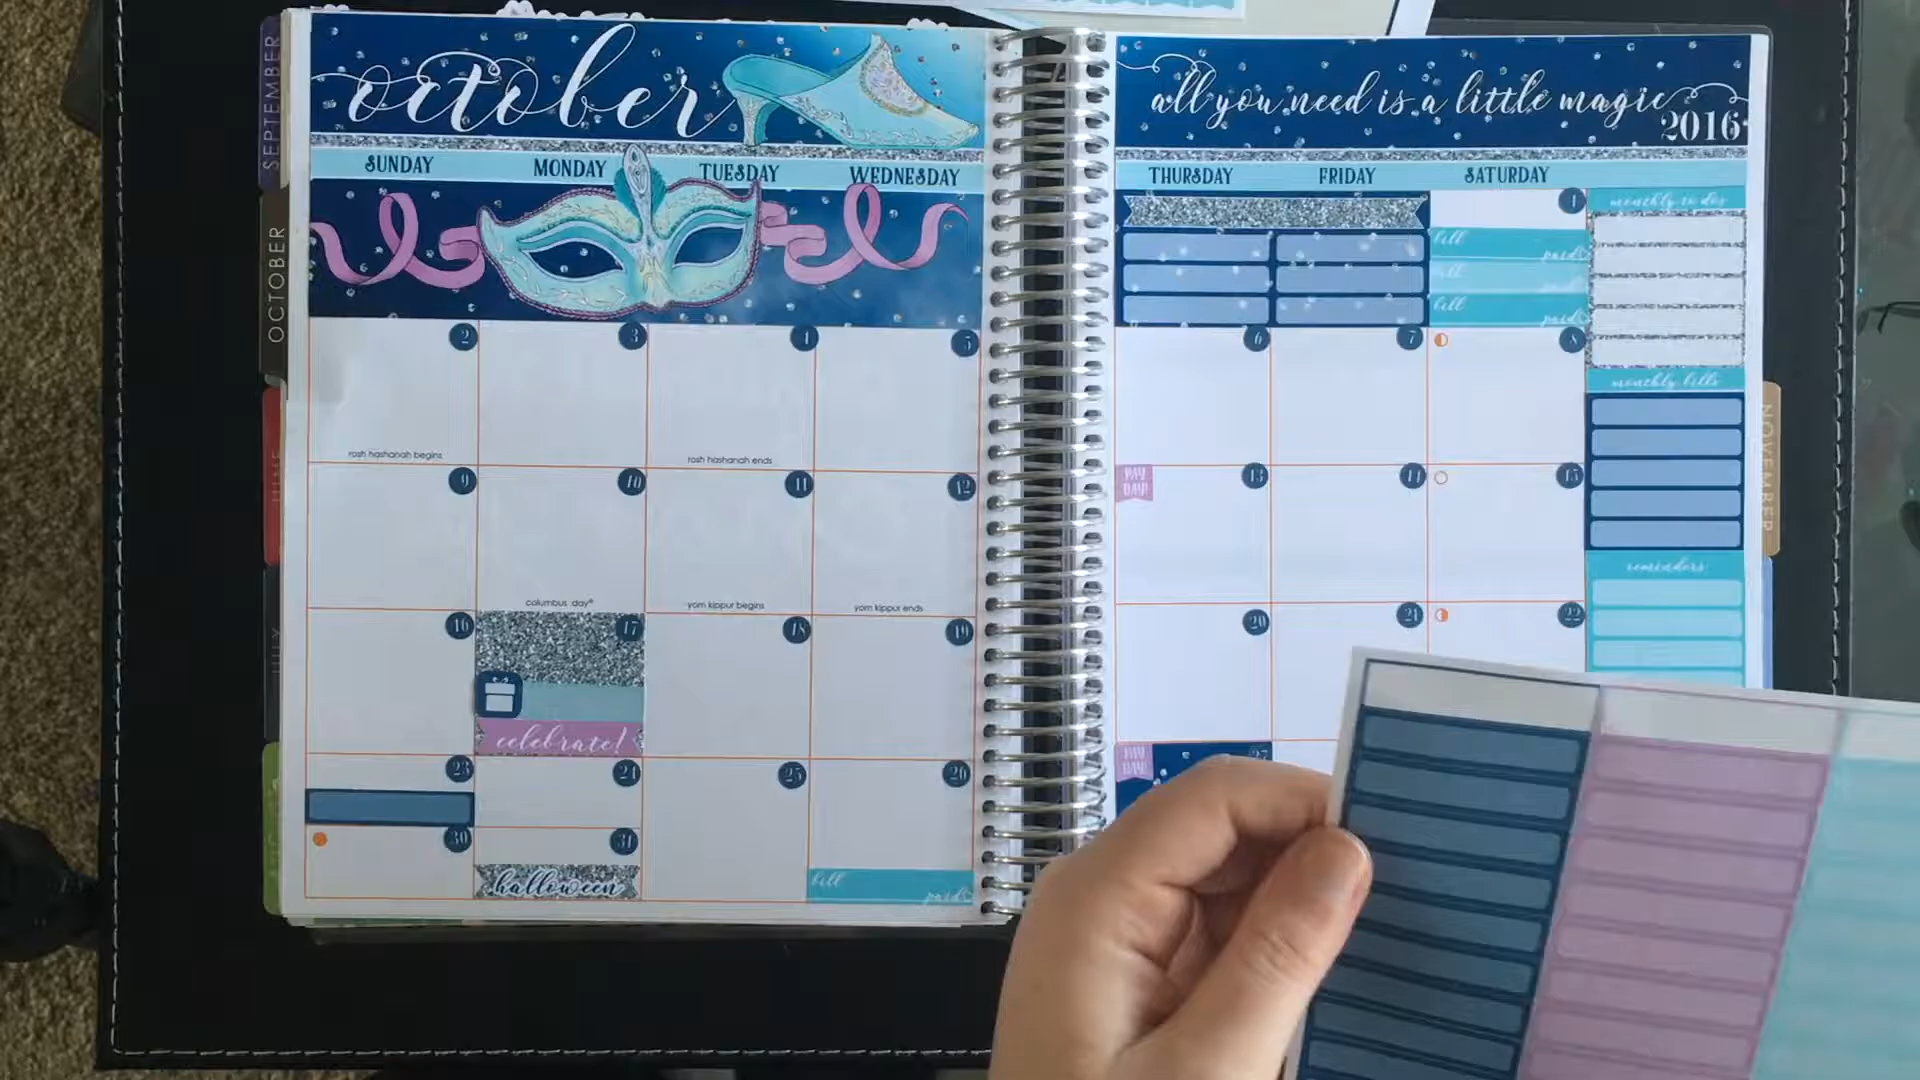 october
all you need is a little magic
2016
SUNDAY MONDAY TUESDAY WEDNESDAY
THURSDAY FRIDAY SATURDAY
monthly to dos
1
bill paid
bill
bill paid
2 3 4 5
6 7 8
rosh hashanah begins
rosh hashanah ends
monthly bills
9 10 11 12
PAY DAY! 13 14 15
columbus day®
yom kippur begins
yom kippur ends
reminders
16 17 18 19
20 21 22
celebrate!
23 24 25 26
PAY DAY! 27
30 31
halloween
bill paid
SEPTEMBER
OCTOBER
JUNE
JULY
NOVEMBER